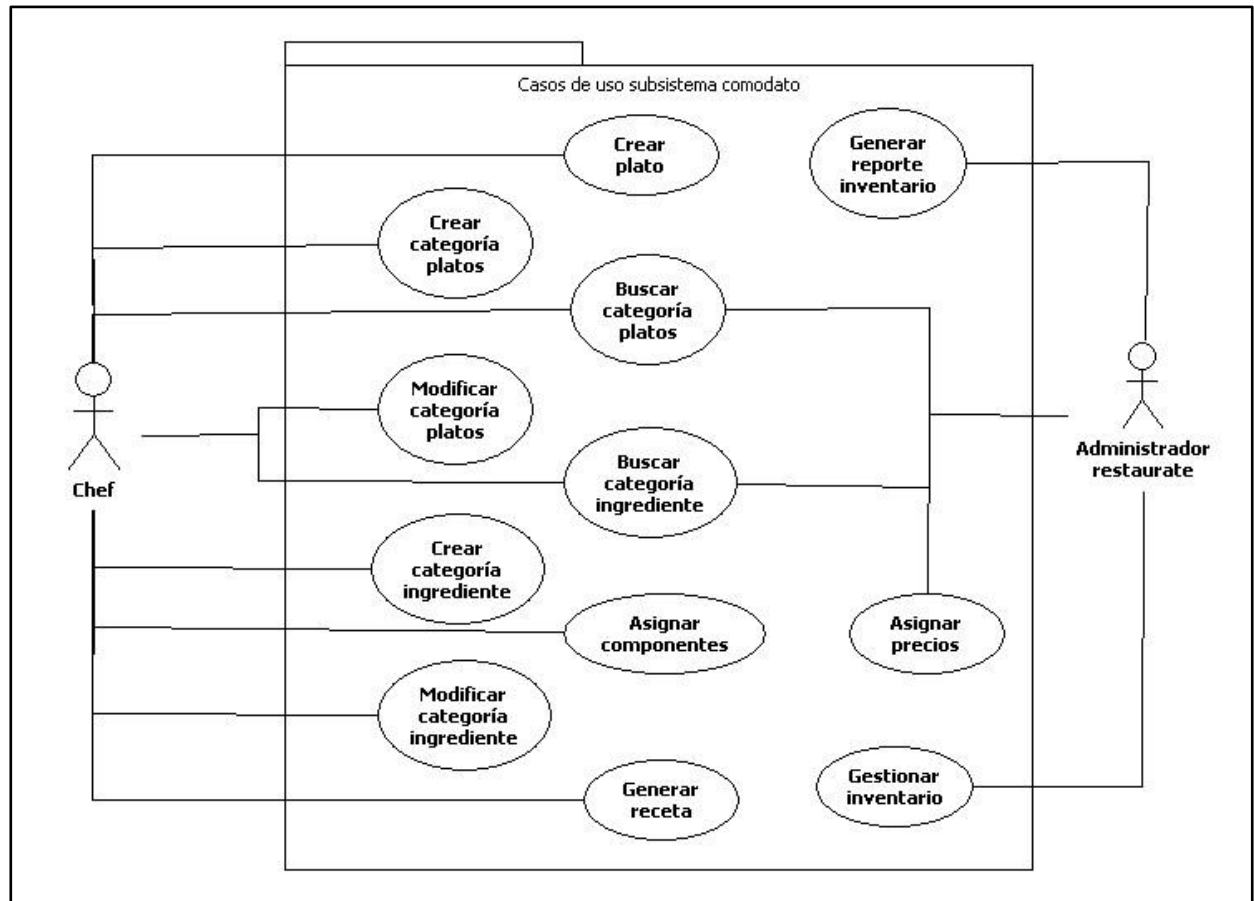 Casos de uso subsistema comodato
Crear
plato
Generar
reporte
inventario
Crear
categoría
platos
Buscar
categoría
platos
Modificar
categoría
platos
Buscar
categoría
ingrediente
Chef
Administrador
restaurate
Crear
categoría
ingrediente
Asignar
componentes
Asignar
precios
Modificar
categoría
ingrediente
Generar
receta
Gestionar
inventario